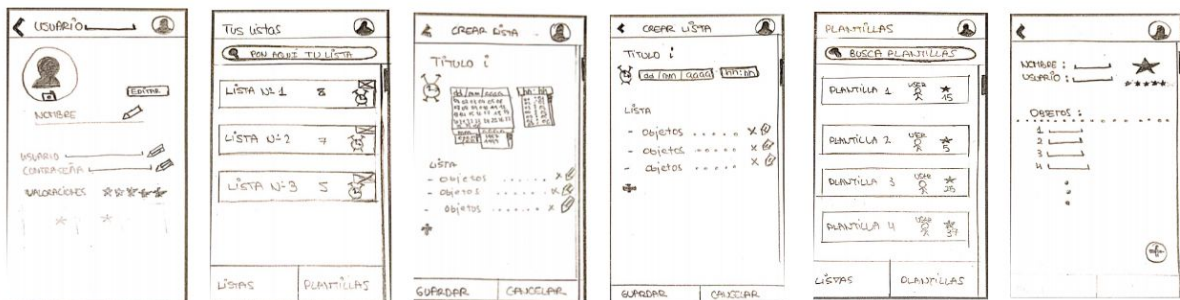 USUARIO
EDITAR
NOMBRE
USUARIO
CONTRASEÑA
VALORACIONES
Tus listas
PON AQUÍ TU LISTA
LISTA Nº 1 8
LISTA Nº 2 7
LISTA Nº 3 5
LISTAS PLANTILLAS
CREAR LISTA
TÍTULO
dd/mm/aaaa hh:hh
LISTA
- objetos ...... x
- objetos ...... x
- objetos ...... x
+
GUARDAR CANCELAR
CREAR LISTA
TÍTULO
dd/mm/aaaa hh:hh
LISTA
- objetos ...... x
- objetos ...... x
- objetos ...... x
+
GUARDAR CANCELAR
PLANTILLAS
BUSCA PLANTILLAS
PLANTILLA 1 USER 15
PLANTILLA 2 USER 5
PLANTILLA 3 USER 25
PLANTILLA 4 USER 37
LISTAS PLANTILLAS
NOMBRE :
USUARIO :
OBJETOS :
1
2
3
4
+